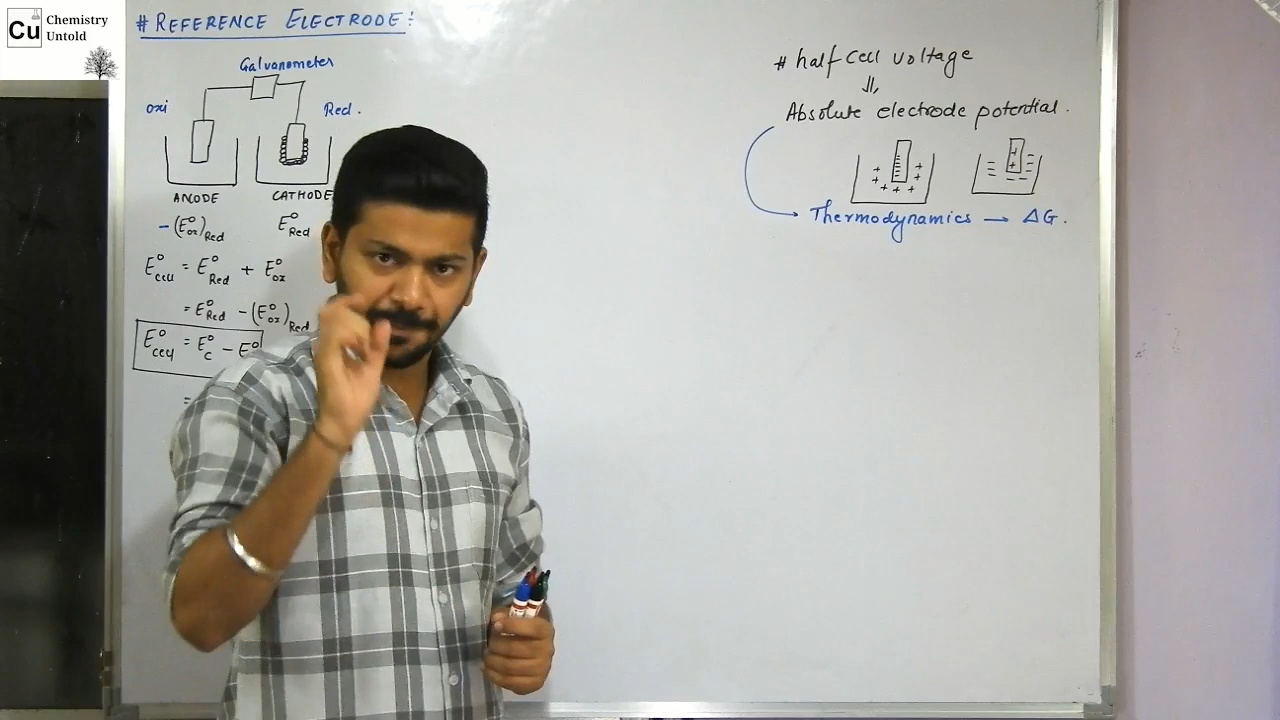 Cu Chemistry
Untold
# REFERENCE ELECTRODE:
Galvanometer
oxi Red.
ANODE CATHODE
-(E°ox)Red E°Red
E°cell = E°Red + E°ox
= E°Red - (E°ox)Red
E°cell = E°c - E°
=
# half cell voltage
⇓
Absolute electrode potential.
Thermodynamics → ΔG.